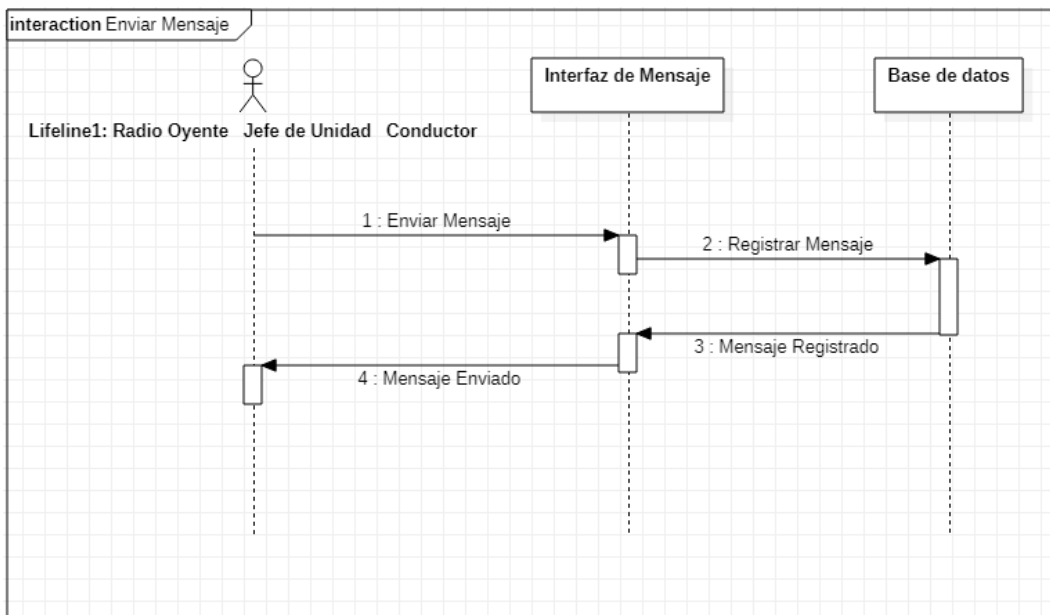 interaction Enviar Mensaje
Interfaz de Mensaje
Base de datos
Lifeline1: Radio Oyente Jefe de Unidad Conductor
1 : Enviar Mensaje
2 : Registrar Mensaje
3 : Mensaje Registrado
4 : Mensaje Enviado